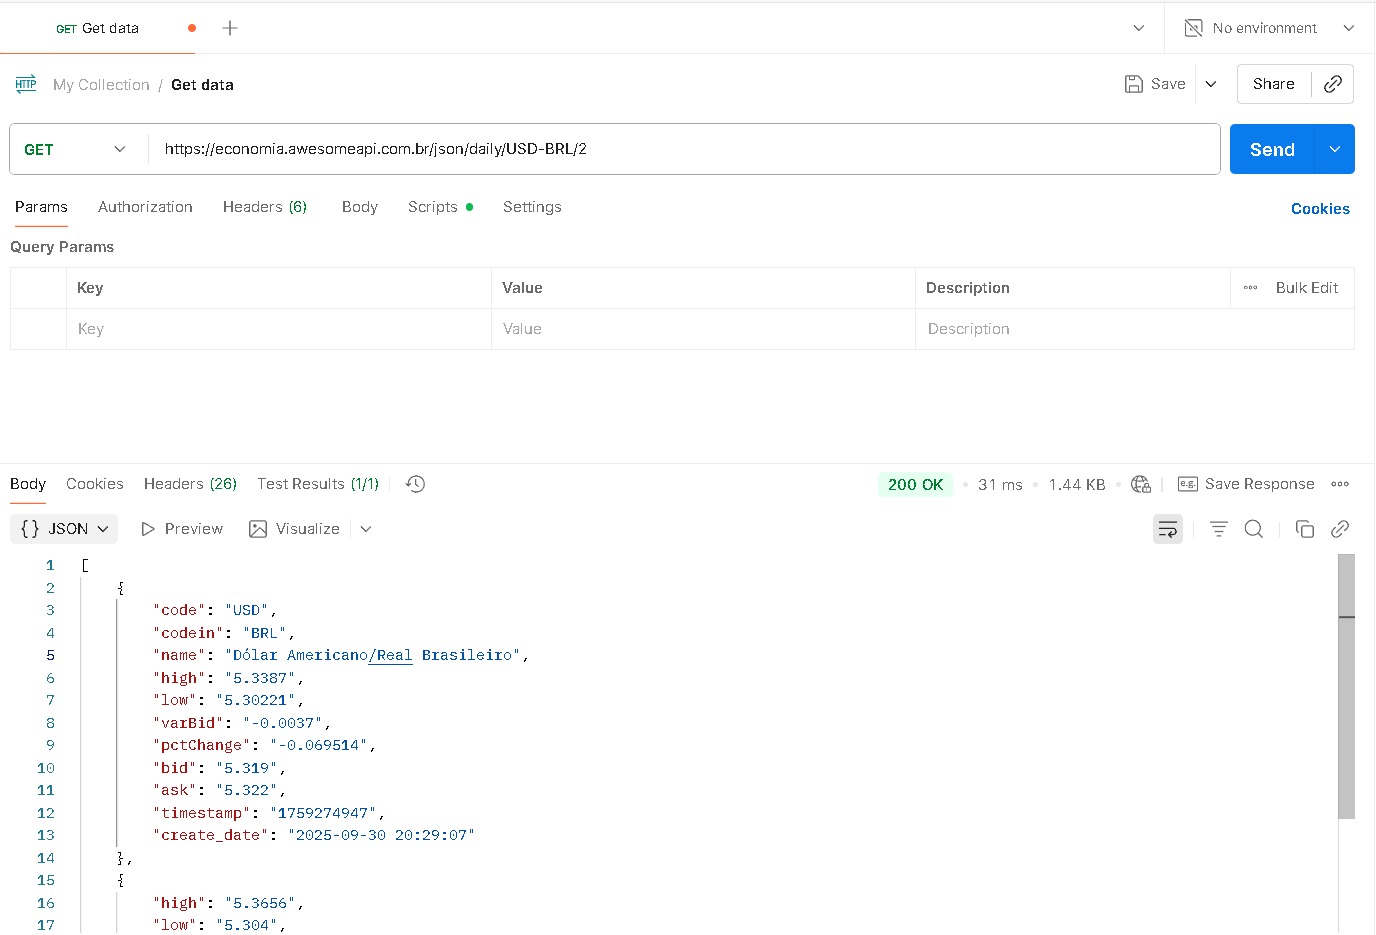 GET Get data
No environment
HTTP My Collection / Get data
Save
Share
GET https://economia.awesomeapi.com.br/json/daily/USD-BRL/2
Send
Params Authorization Headers (6) Body Scripts Settings
Cookies
Query Params
Key Value Description Bulk Edit
Key Value Description
Body Cookies Headers (26) Test Results (1/1)
200 OK 31 ms 1.44 KB e.g. Save Response
{} JSON Preview Visualize
1 [
2 {
3 "code": "USD",
4 "codein": "BRL",
5 "name": "Dólar Americano/Real Brasileiro",
6 "high": "5.3387",
7 "low": "5.30221",
8 "varBid": "-0.0037",
9 "pctChange": "-0.069514",
10 "bid": "5.319",
11 "ask": "5.322",
12 "timestamp": "1759274947",
13 "create_date": "2025-09-30 20:29:07"
14 },
15 {
16 "high": "5.3656",
17 "low": "5.304",